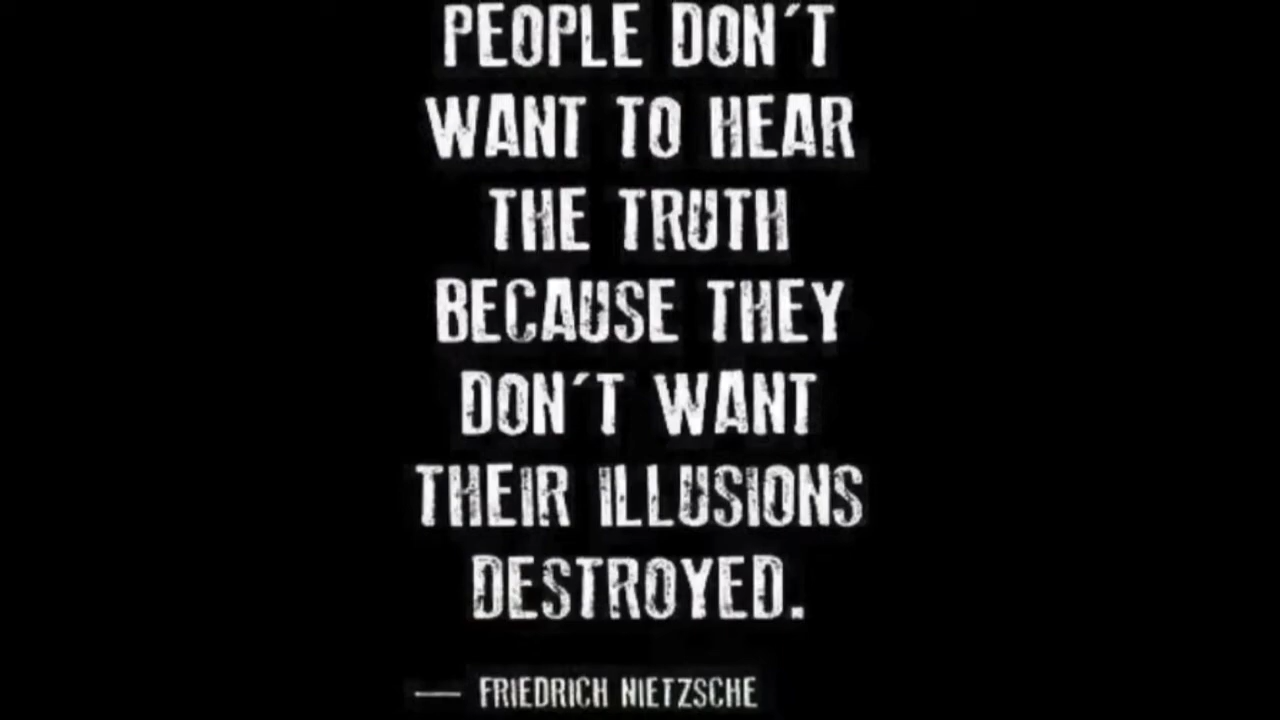 PEOPLE DON´T
WANT TO HEAR
THE TRUTH
BECAUSE THEY
DON´T WANT
THEIR ILLUSIONS
DESTROYED.
— FRIEDRICH NIETZSCHE